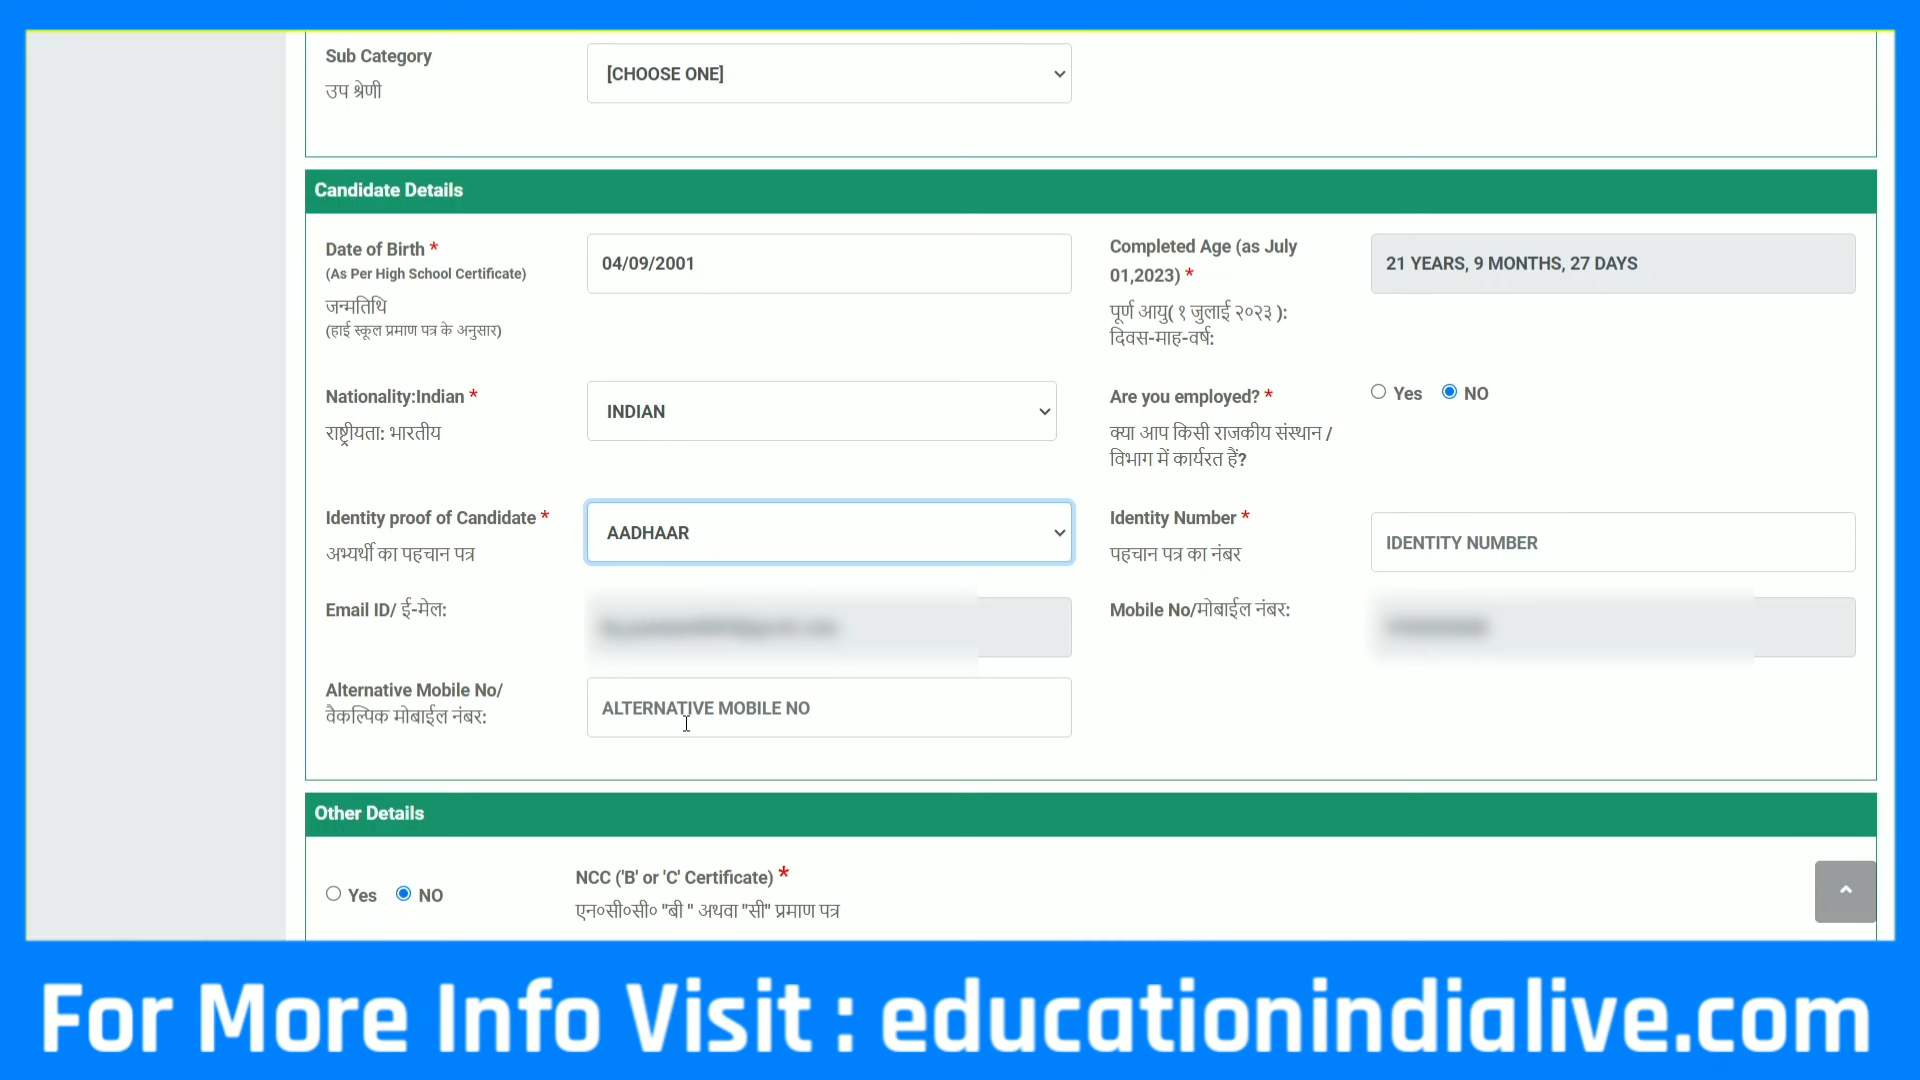 Sub Category
उप श्रेणी
[CHOOSE ONE]
Candidate Details
Date of Birth *
(As Per High School Certificate)
जन्मतिथि
(हाई स्कूल प्रमाण पत्र के अनुसार)
04/09/2001
Completed Age (as July
01,2023) *
पूर्ण आयु( १ जुलाई २०२३ ):
दिवस-माह-वर्ष:
21 YEARS, 9 MONTHS, 27 DAYS
Nationality:Indian *
राष्ट्रीयता: भारतीय
INDIAN
Are you employed? *
क्या आप किसी राजकीय संस्थान /
विभाग में कार्यरत हैं?
Yes NO
Identity proof of Candidate *
अभ्यर्थी का पहचान पत्र
AADHAAR
Identity Number *
पहचान पत्र का नंबर
IDENTITY NUMBER
Email ID/ ई-मेल:
Mobile No/मोबाईल नंबर:
Alternative Mobile No/
वैकल्पिक मोबाईल नंबर:
ALTERNATIVE MOBILE NO
Other Details
Yes NO
NCC ('B' or 'C' Certificate) *
एन०सी०सी० "बी " अथवा "सी" प्रमाण पत्र
For More Info Visit : educationindialive.com